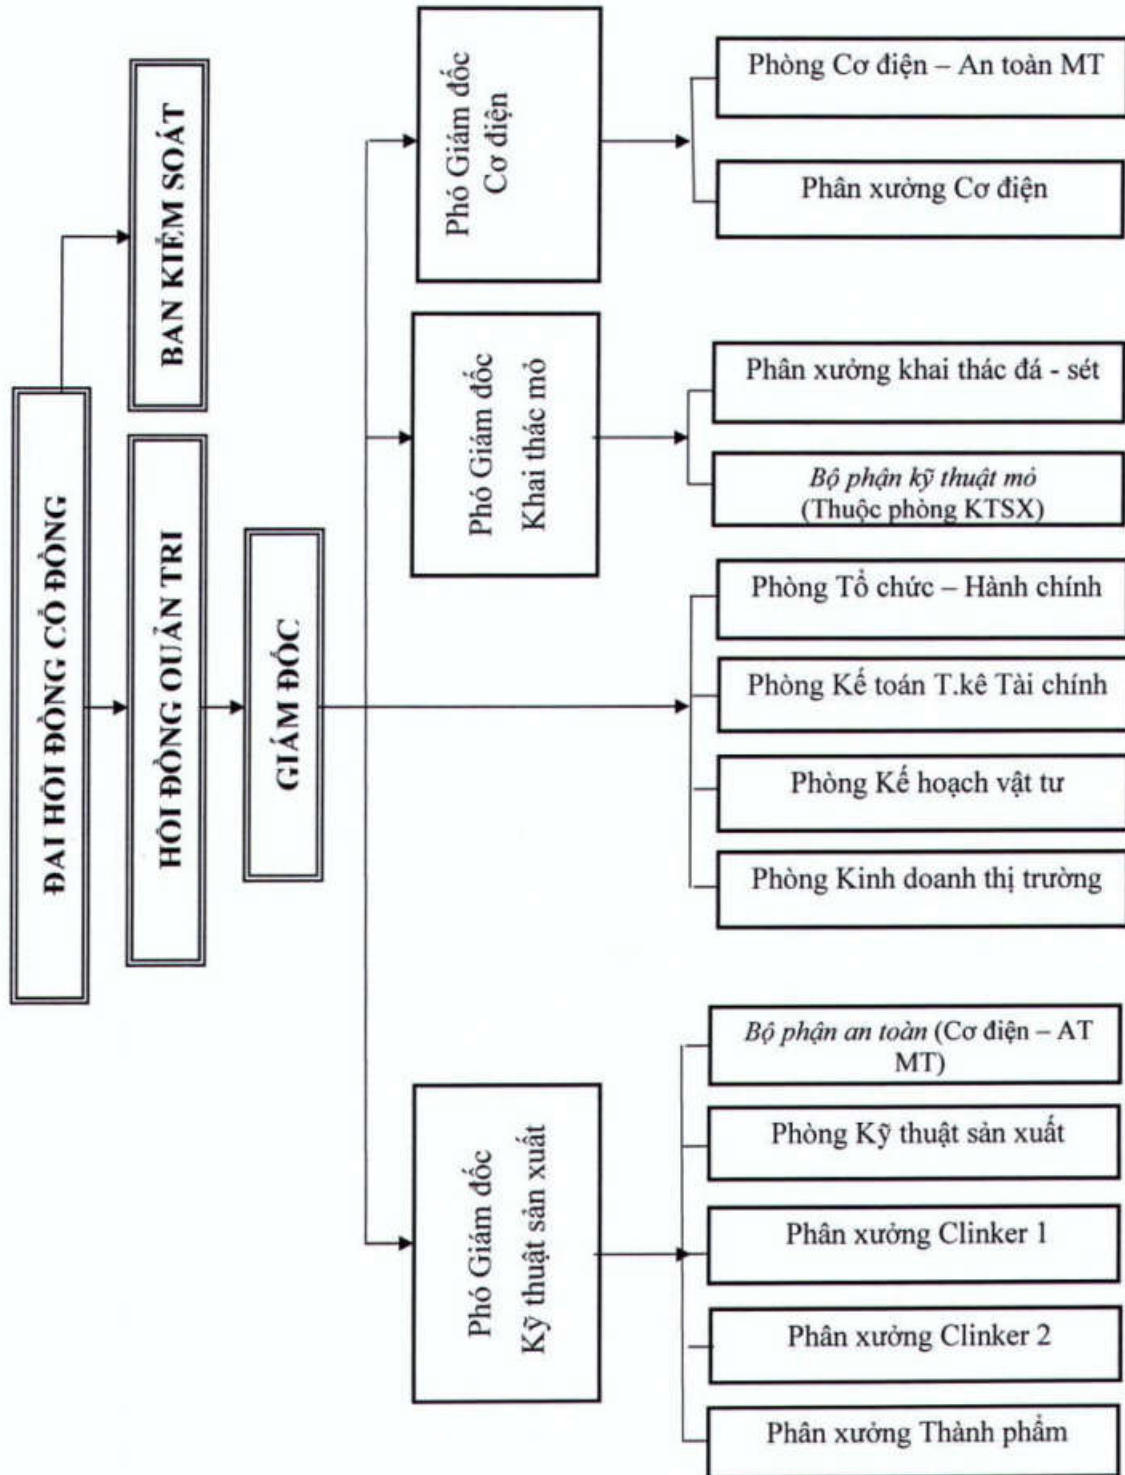 ĐẠI HỘI ĐỒNG CỔ ĐÔNG
BAN KIỂM SOÁT
HỘI ĐỒNG QUẢN TRỊ
GIÁM ĐỐC
Phó Giám đốc
Cơ điện
Phòng Cơ điện – An toàn MT
Phân xưởng Cơ điện
Phó Giám đốc
Khai thác mỏ
Phân xưởng khai thác đá - sét
Bộ phận kỹ thuật mỏ
(Thuộc phòng KTSX)
Phòng Tổ chức – Hành chính
Phòng Kế toán T.kê Tài chính
Phòng Kế hoạch vật tư
Phòng Kinh doanh thị trường
Phó Giám đốc
Kỹ thuật sản xuất
Bộ phận an toàn (Cơ điện – AT
MT)
Phòng Kỹ thuật sản xuất
Phân xưởng Clinker 1
Phân xưởng Clinker 2
Phân xưởng Thành phẩm